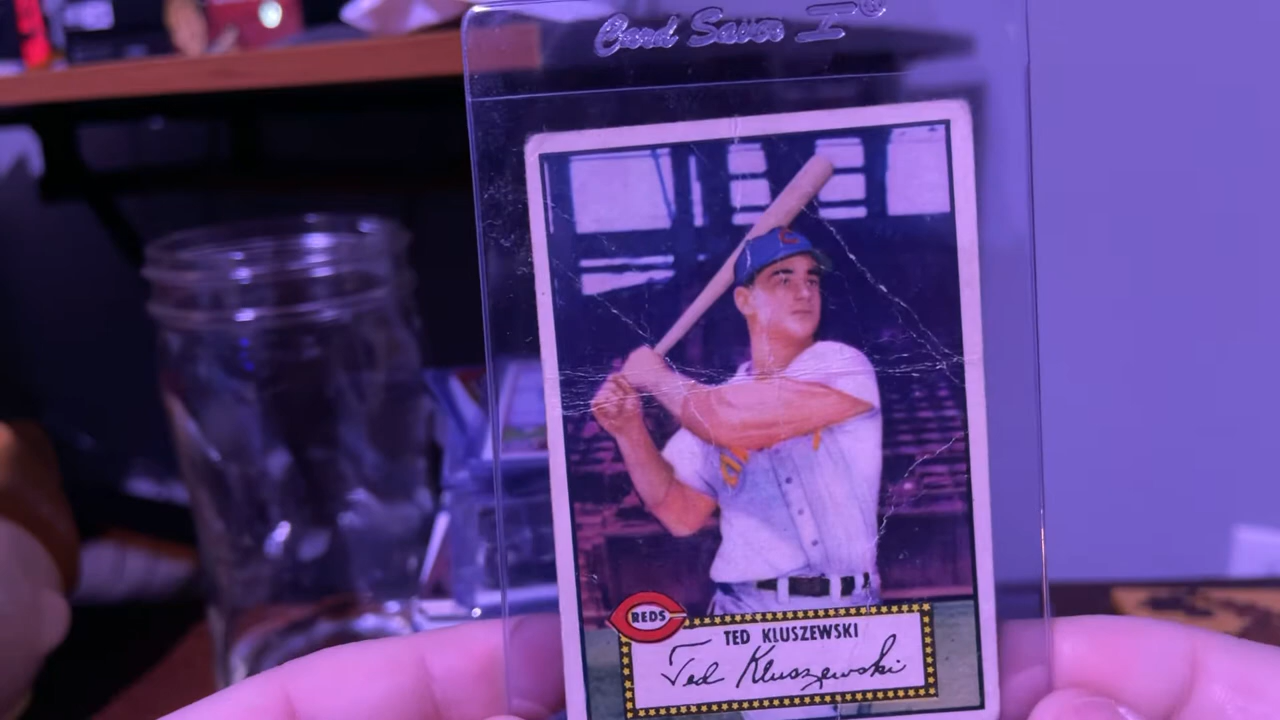 Card Saver I®
C
REDS
TED KLUSZEWSKI
Ted Kluszewski